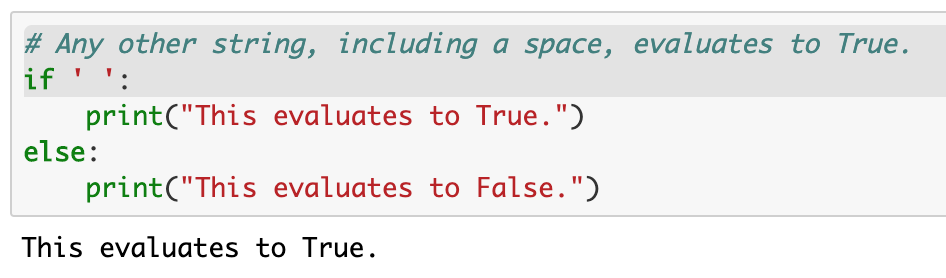 # Any other string, including a space, evaluates to True.
if ' ':
    print("This evaluates to True.")
else:
    print("This evaluates to False.")
This evaluates to True.